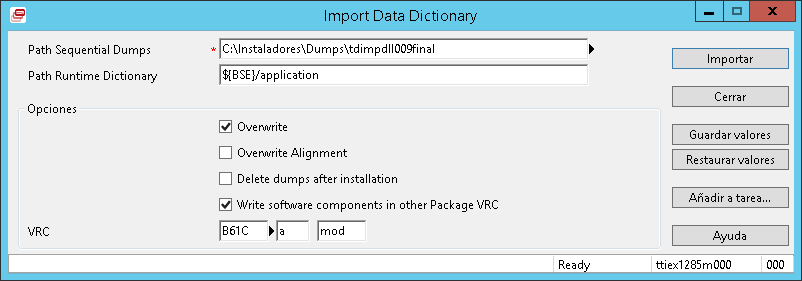 Import Data Dictionary
Path Sequential Dumps * C:\Instaladores\Dumps\tdimpdll009final
Path Runtime Dictionary ${BSE}/application
Opciones
Overwrite
Overwrite Alignment
Delete dumps after installation
Write software components in other Package VRC
VRC B61C a mod
Importar
Cerrar
Guardar valores
Restaurar valores
Añadir a tarea...
Ayuda
Ready ttiex1285m000 000